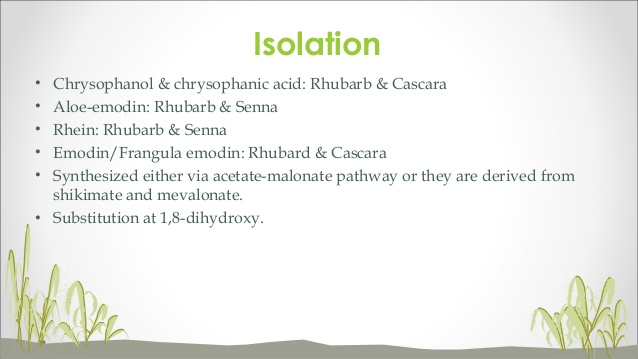 Isolation
• Chrysophanol & chrysophanic acid: Rhubarb & Cascara
• Aloe-emodin: Rhubarb & Senna
• Rhein: Rhubarb & Senna
• Emodin/Frangula emodin: Rhubard & Cascara
• Synthesized either via acetate-malonate pathway or they are derived from
shikimate and mevalonate.
• Substitution at 1,8-dihydroxy.